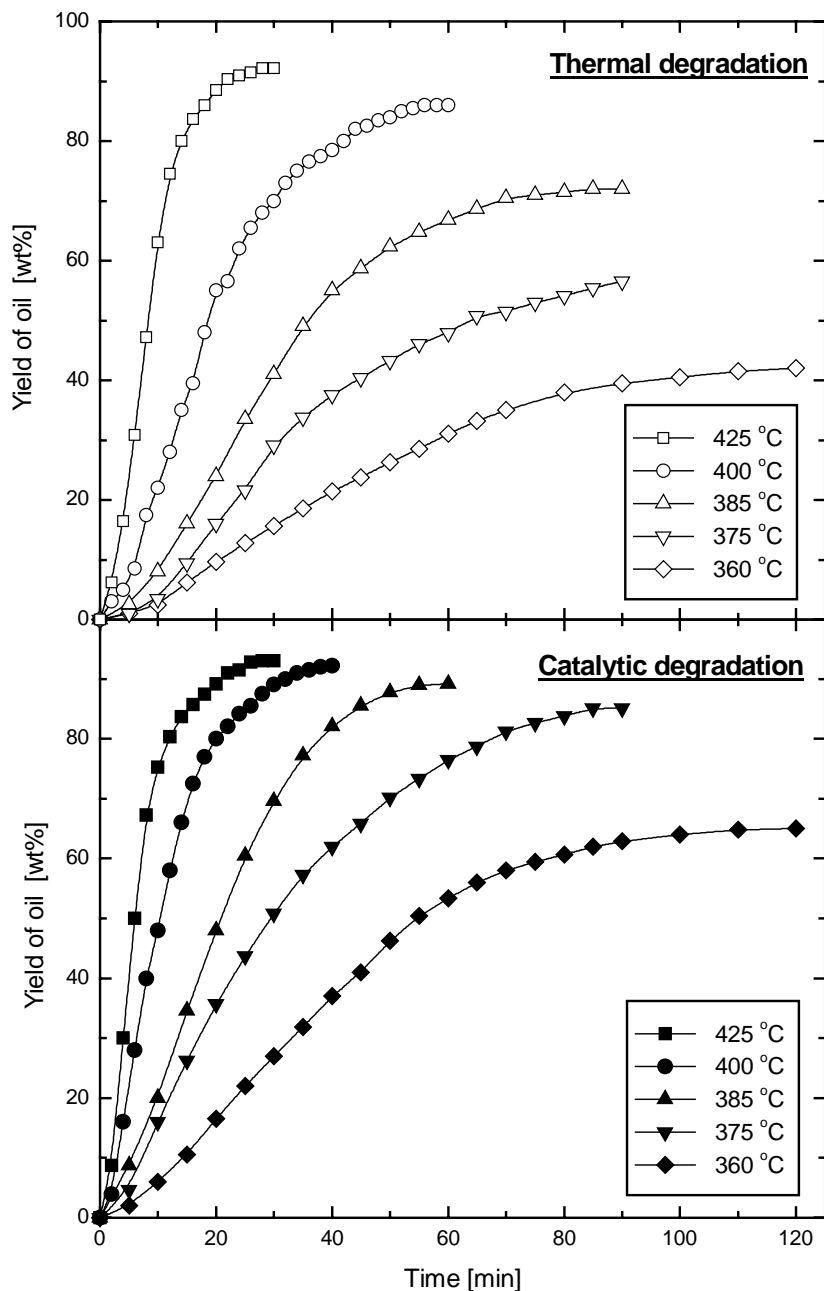 100
Thermal degradation
80
60
Yield of oil [wt%]
40
20
0
425 °C
400 °C
385 °C
375 °C
360 °C
Catalytic degradation
80
60
Yield of oil [wt%]
40
20
0
425 °C
400 °C
385 °C
375 °C
360 °C
0 20 40 60 80 100 120
Time [min]